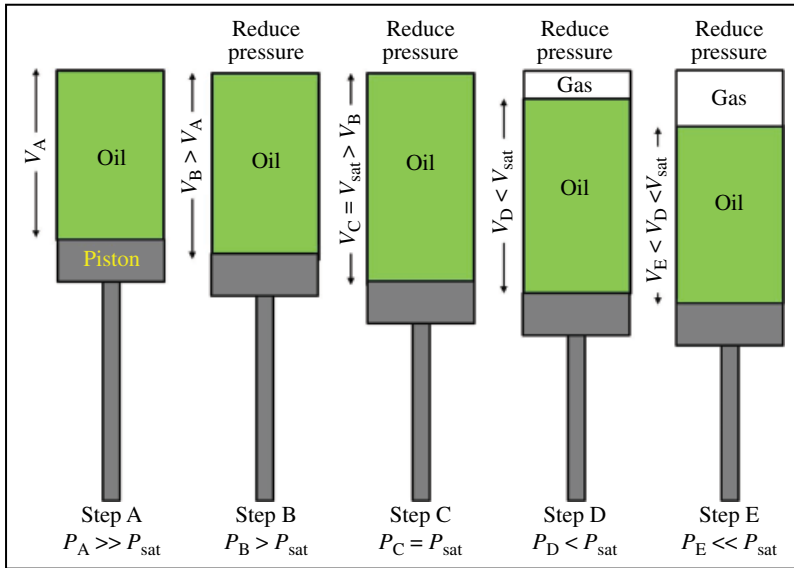 Reduce
pressure
Reduce
pressure
Reduce
pressure
Reduce
pressure
V_A
Oil
Piston
V_B > V_A
Oil
V_C = V_sat > V_B
Oil
Gas
V_D < V_sat
Oil
Gas
V_E < V_D <V_sat
Oil
Step A
P_A >> P_sat
Step B
P_B > P_sat
Step C
P_C = P_sat
Step D
P_D < P_sat
Step E
P_E << P_sat